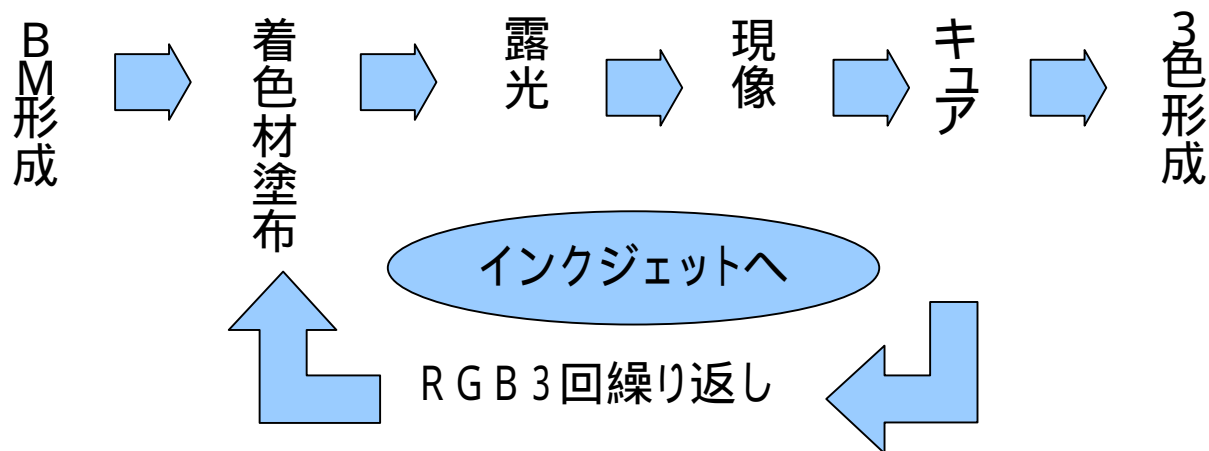 BM形成
着色材塗布
露光
現像
キュア
3色形成
インクジェットへ
RGB3回繰り返し